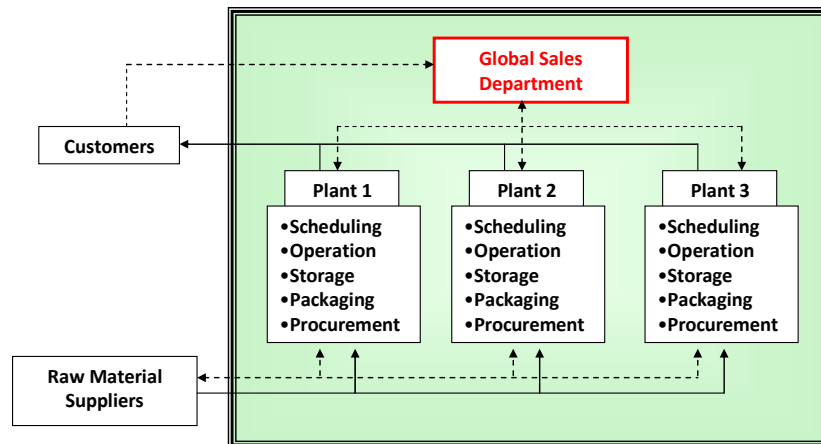 Global Sales
Department
Customers
Plant 1
•Scheduling
•Operation
•Storage
•Packaging
•Procurement
Plant 2
•Scheduling
•Operation
•Storage
•Packaging
•Procurement
Plant 3
•Scheduling
•Operation
•Storage
•Packaging
•Procurement
Raw Material
Suppliers